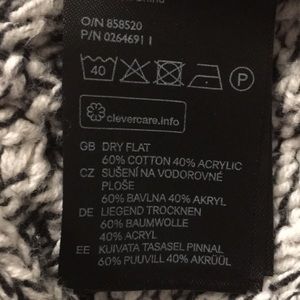 O/N 858520
P/N 0264691 1
40 P
clevercare.info
GB DRY FLAT
60% COTTON 40% ACRYLIC
CZ SUŠENÍ NA VODOROVNÉ
PLOŠE
60% BAVLNA 40% AKRYL
DE LIEGEND TROCKNEN
60% BAUMWOLLE
40% ACRYL
EE KUIVATA TASASEL PINNAL
60% PUUVILL 40% AKRÜÜL